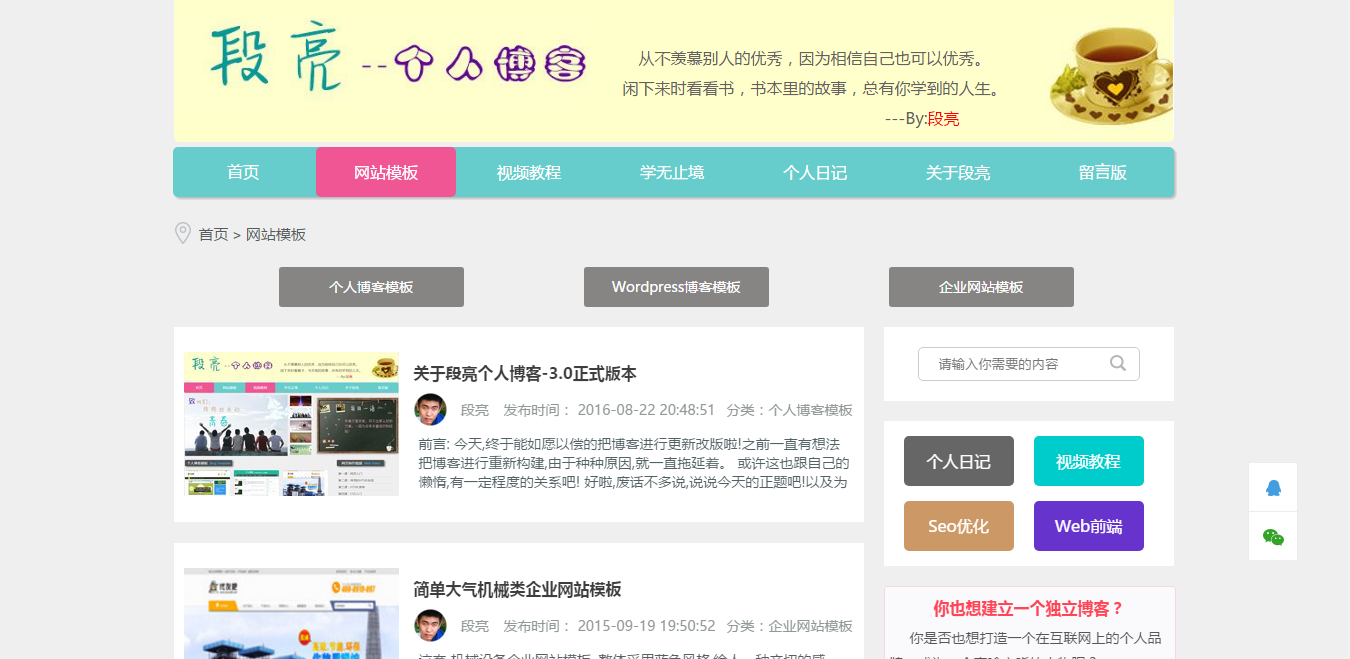 段亮--个人博客
从不羡慕别人的优秀，因为相信自己也可以优秀。
闲下来时看看书，书本里的故事，总有你学到的人生。
---By:段亮
首页 网站模板 视频教程 学无止境 个人日记 关于段亮 留言版
首页 > 网站模板
个人博客模板 Wordpress博客模板 企业网站模板
关于段亮个人博客-3.0正式版本
段亮 发布时间： 2016-08-22 20:48:51 分类：个人博客模板
前言: 今天,终于能如愿以偿的把博客进行更新改版啦!之前一直有想法
把博客进行重新构建,由于种种原因,就一直拖延着。 或许这也跟自己的
懒惰,有一定程度的关系吧! 好啦,废话不多说,说说今天的正题吧!以及为
简单大气机械类企业网站模板
段亮 发布时间： 2015-09-19 19:50:52 分类：企业网站模板
请输入你需要的内容
个人日记 视频教程
Seo优化 Web前端
你也想建立一个独立博客？
你是否也想打造一个在互联网上的个人品